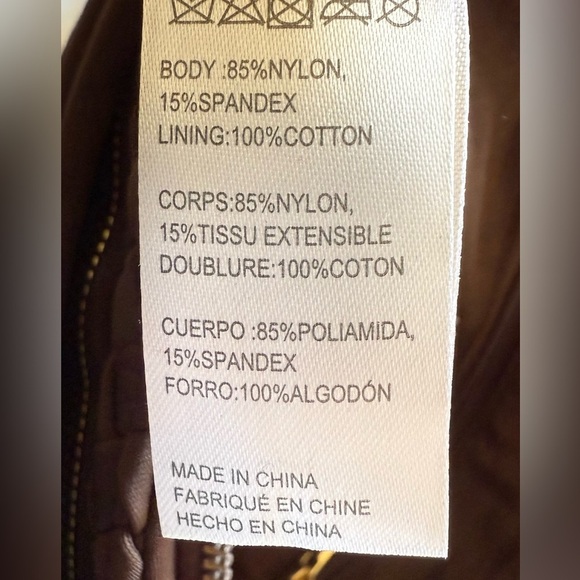 BODY :85%NYLON,
15%SPANDEX
LINING:100%COTTON
CORPS:85%NYLON,
15%TISSU EXTENSIBLE
DOUBLURE:100%COTON
CUERPO :85%POLIAMIDA,
15%SPANDEX
FORRO:100%ALGODÓN
MADE IN CHINA
FABRIQUÉ EN CHINE
HECHO EN CHINA